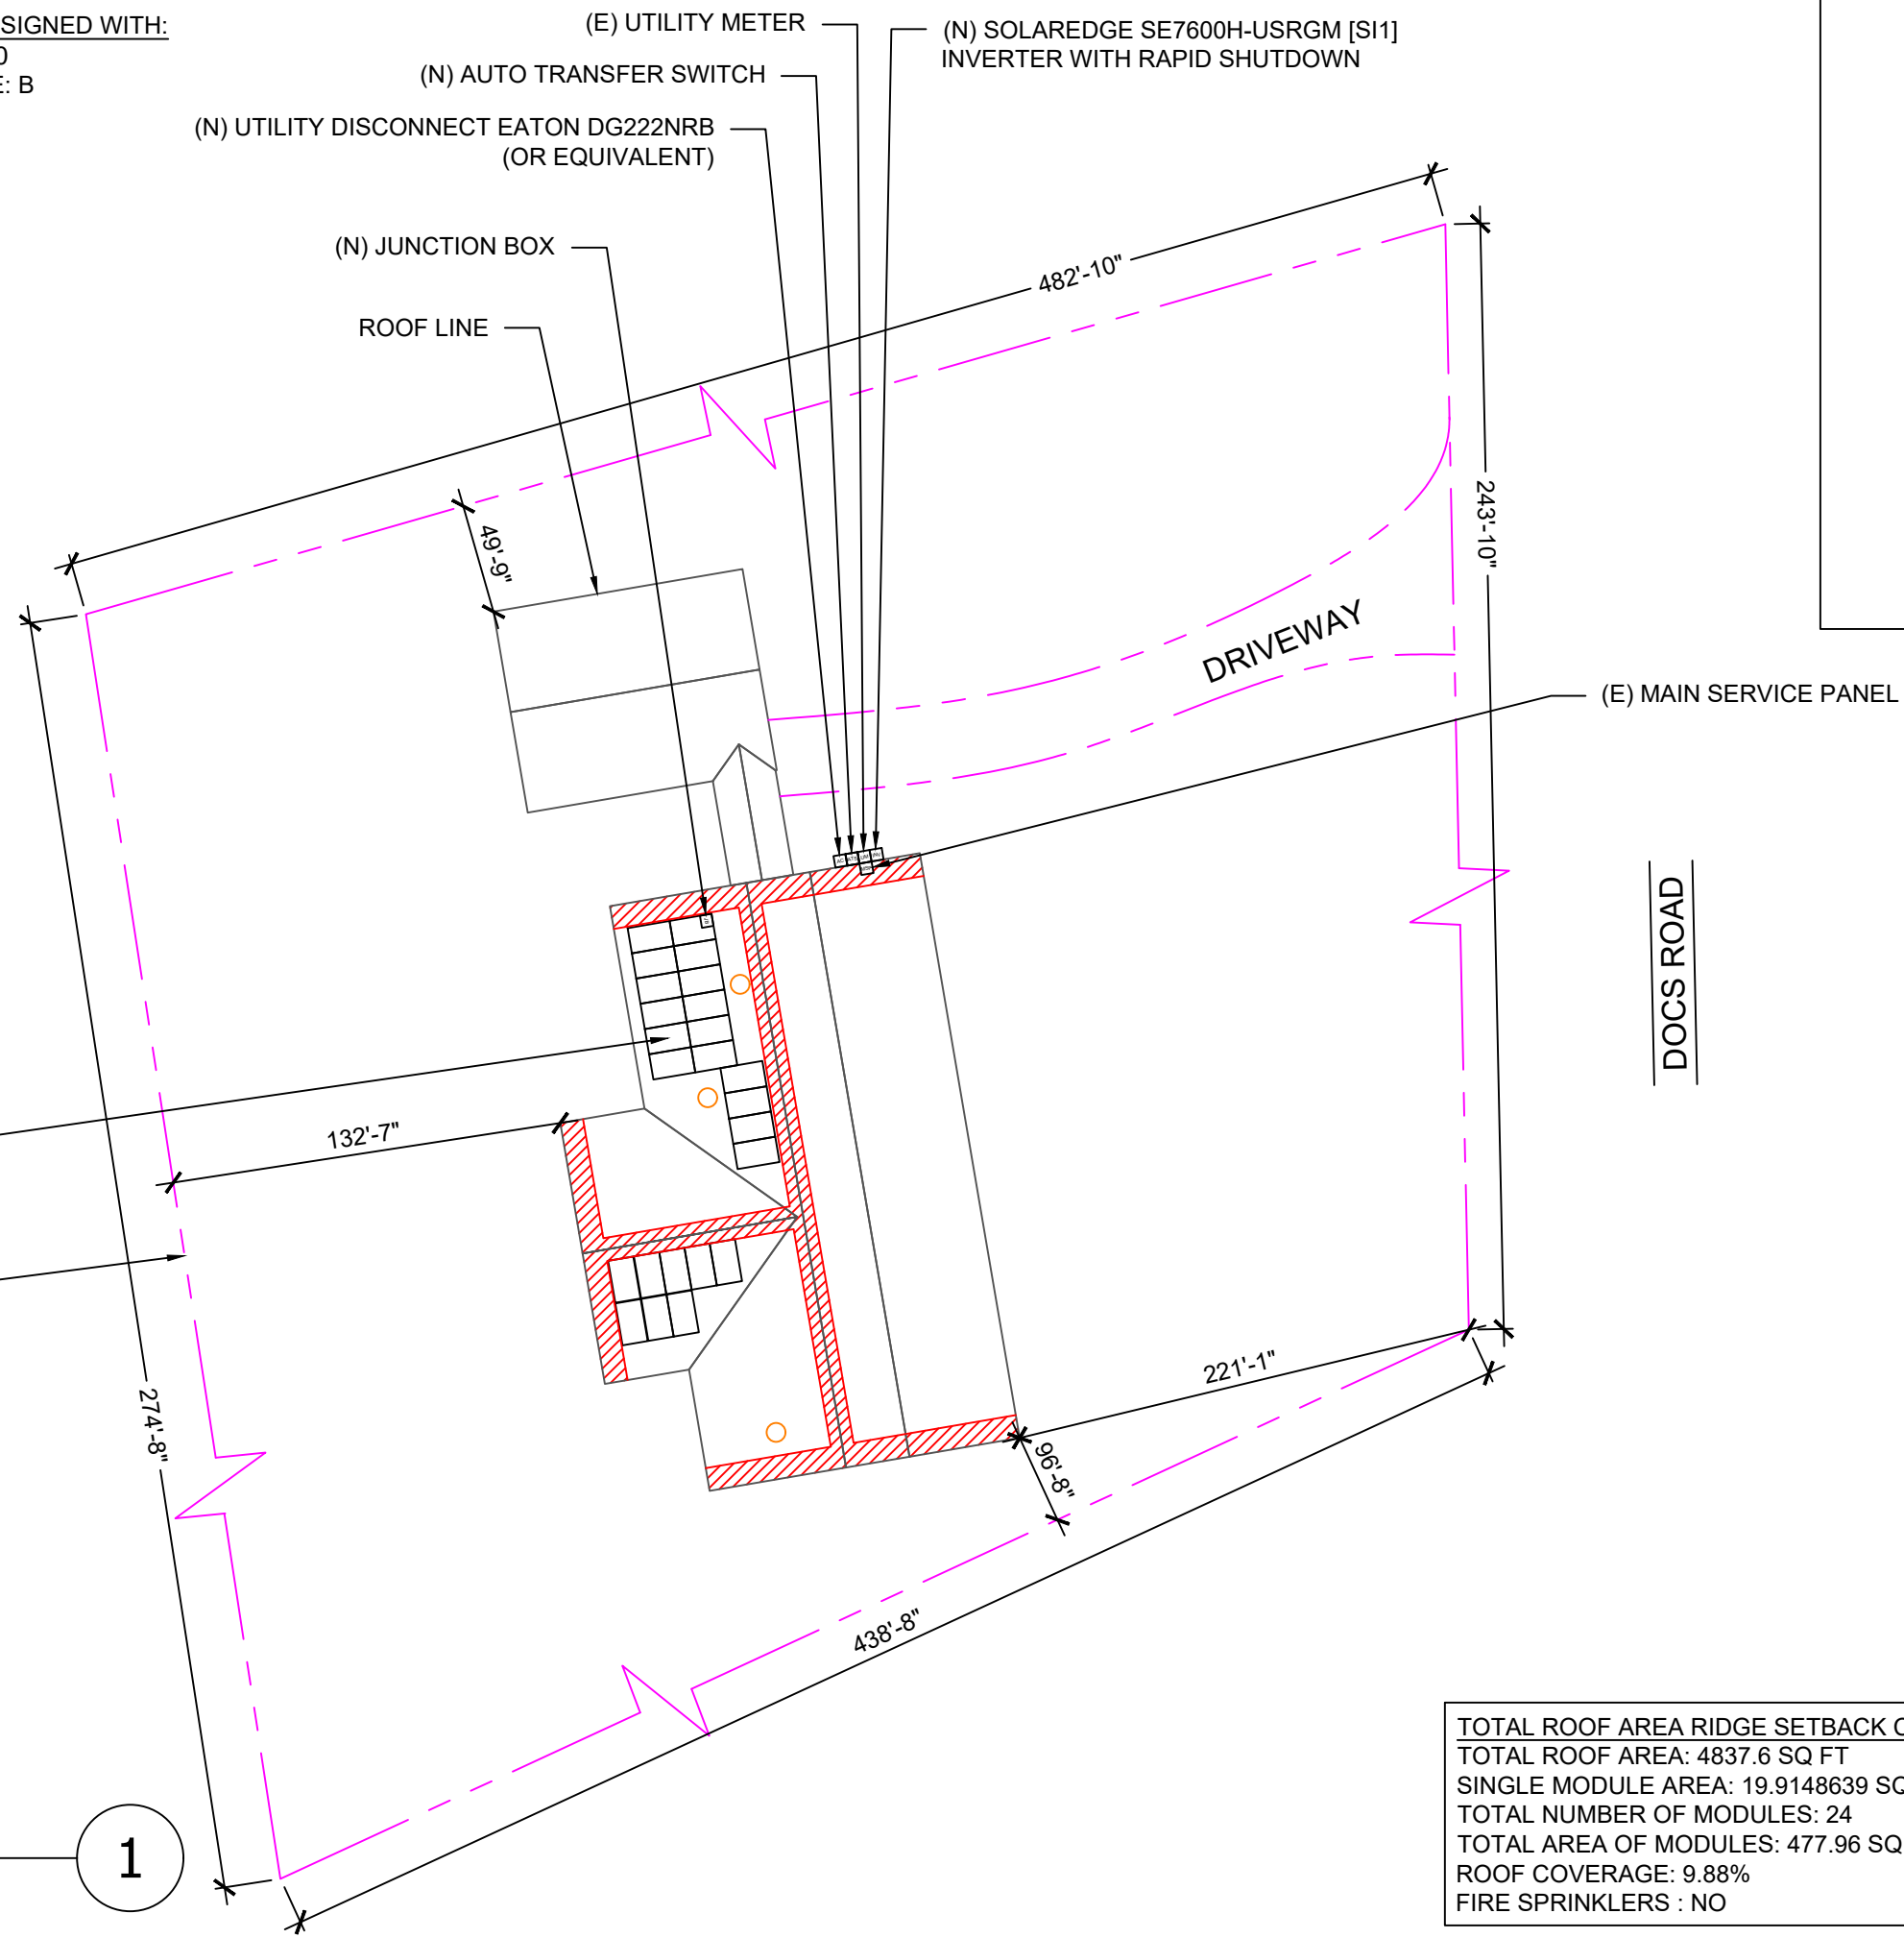 SIGNED WITH:
0
E: B
(E) UTILITY METER
(N) SOLAREDGE SE7600H-USRGM [SI1]
INVERTER WITH RAPID SHUTDOWN
(N) AUTO TRANSFER SWITCH
(N) UTILITY DISCONNECT EATON DG222NRB
(OR EQUIVALENT)
(N) JUNCTION BOX
ROOF LINE
482'-10"
49'-9"
243'-10"
DRIVEWAY
(E) MAIN SERVICE PANEL
DOCS ROAD
132'-7"
221'-1"
274'-8"
96'-8"
438'-8"
1
TOTAL ROOF AREA RIDGE SETBACK
TOTAL ROOF AREA: 4837.6 SQ FT
SINGLE MODULE AREA: 19.9148639 SQ
TOTAL NUMBER OF MODULES: 24
TOTAL AREA OF MODULES: 477.96 SQ
ROOF COVERAGE: 9.88%
FIRE SPRINKLERS : NO